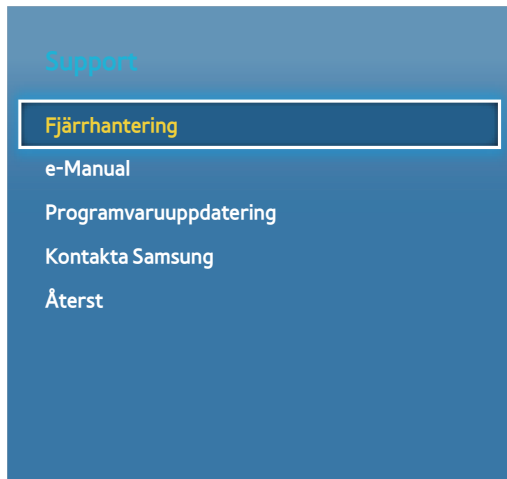 Support
Fjärrhantering
e-Manual
Programvaruuppdatering
Kontakta Samsung
Återst